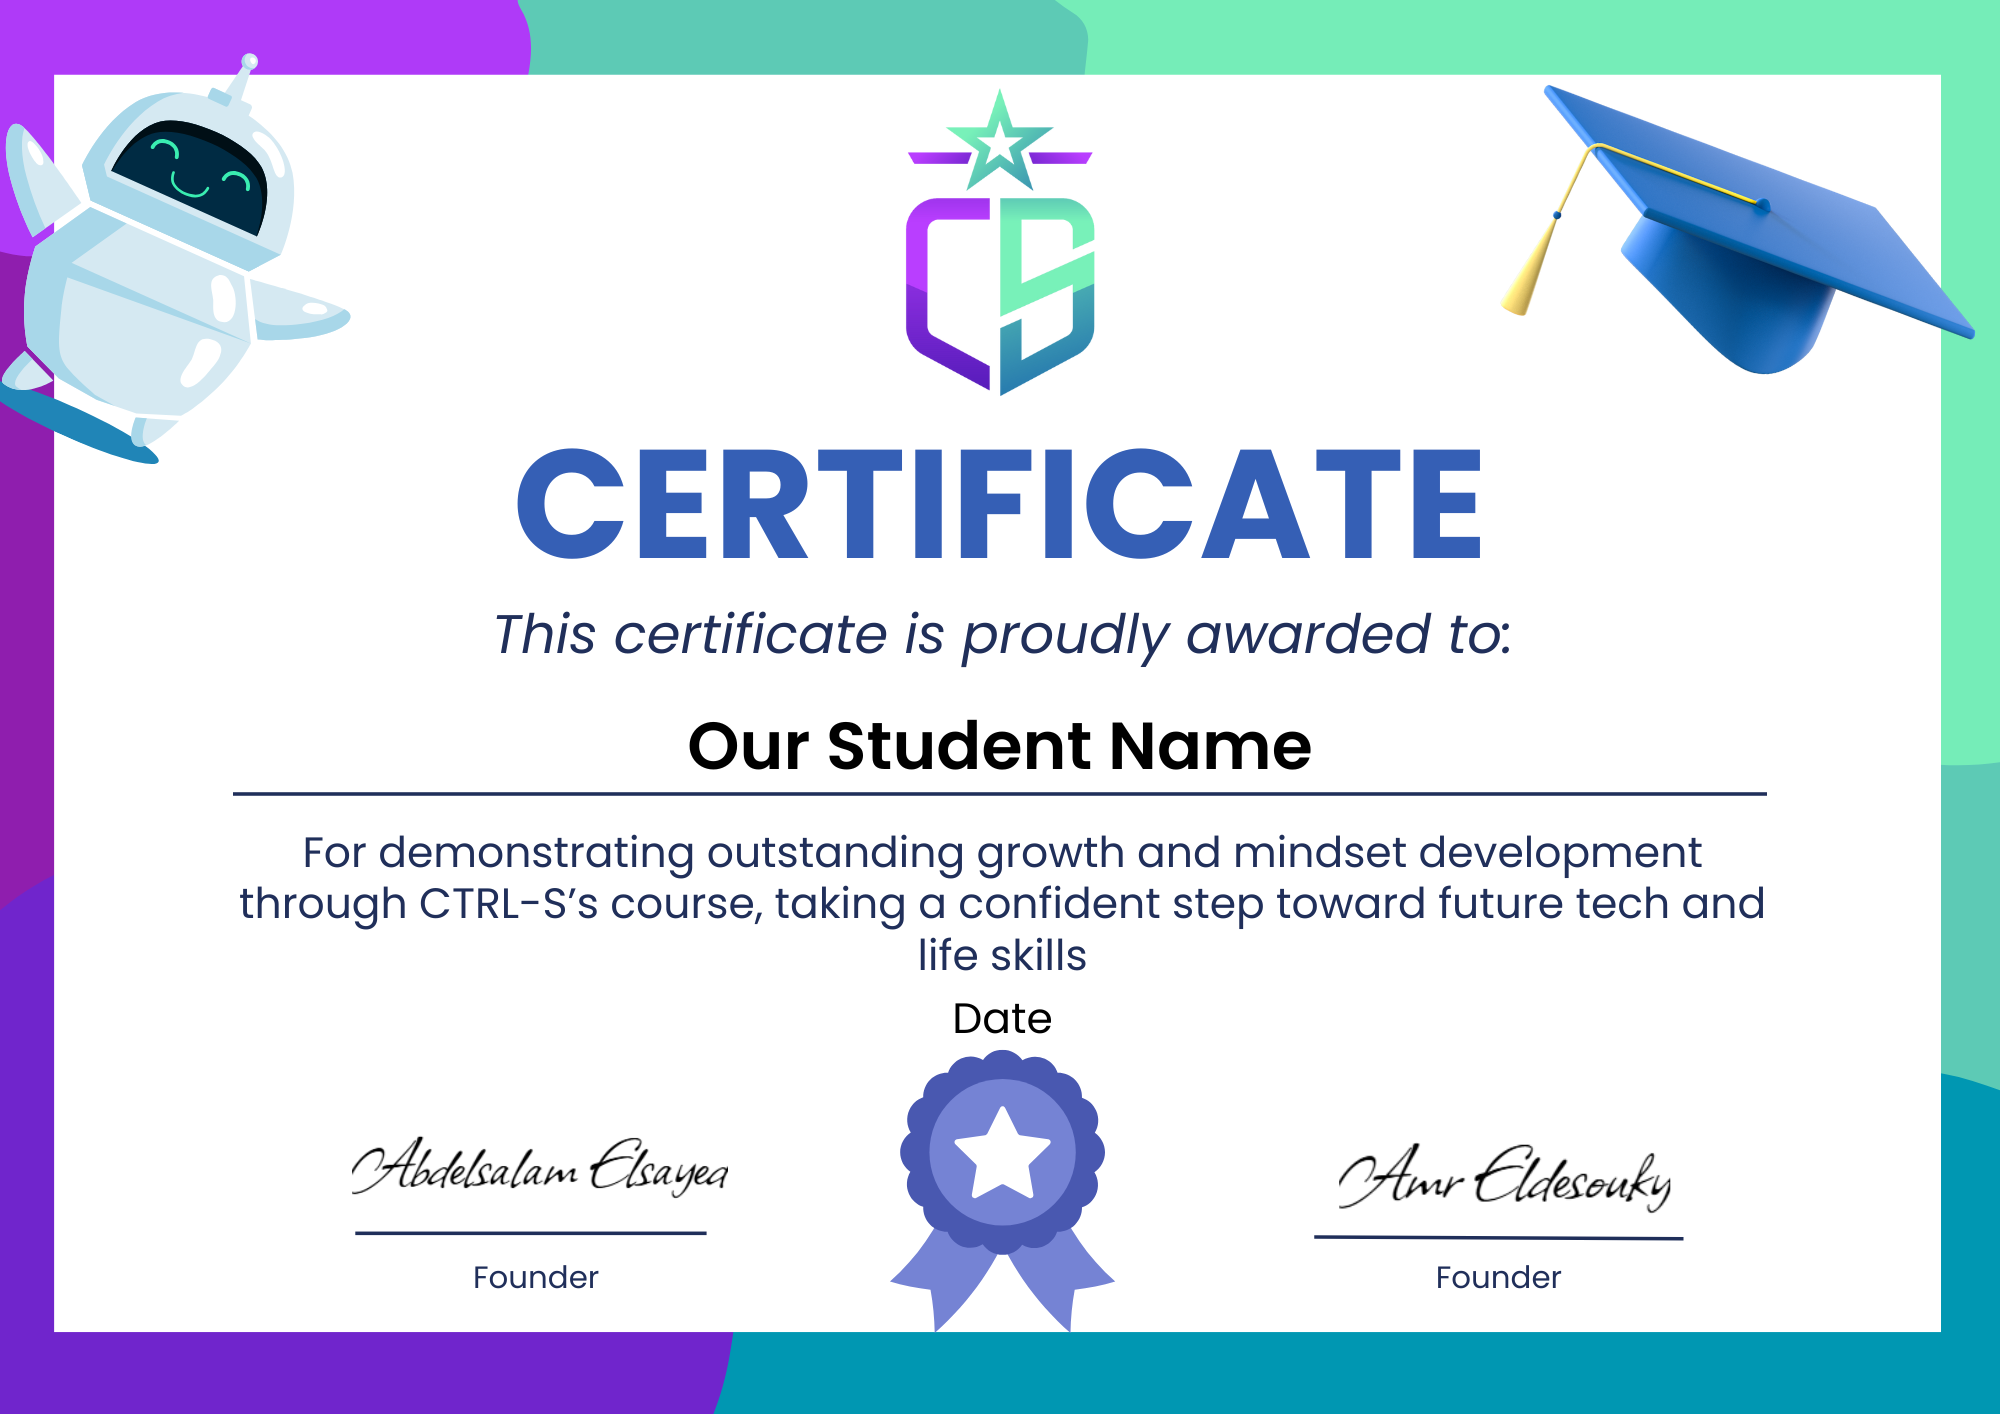 CS
CERTIFICATE
This certificate is proudly awarded to:
Our Student Name
For demonstrating outstanding growth and mindset development
through CTRL-S’s course, taking a confident step toward future tech and
life skills
Date
Abdelsalam Elsayed
Amr Eldesouky
Founder
Founder